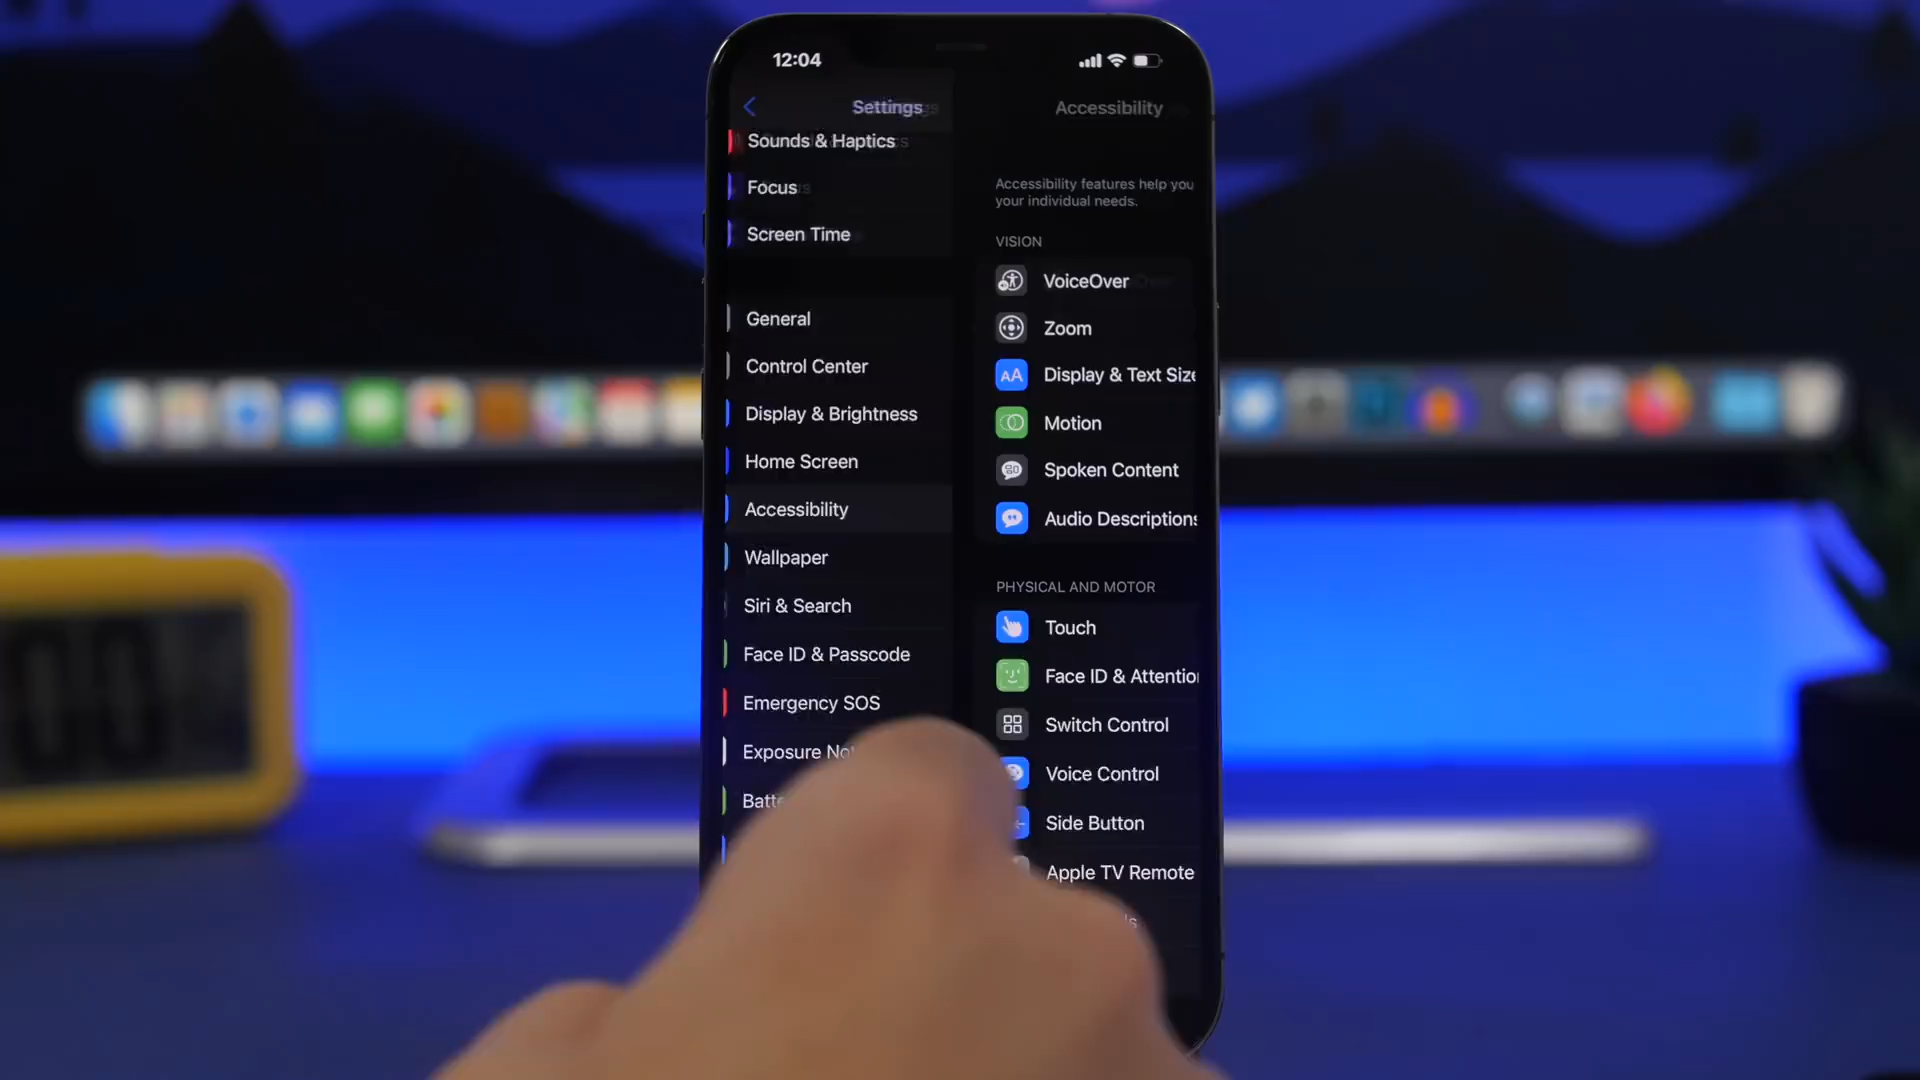 12:04
Settings
Sounds & Haptics
Focus
Screen Time
General
Control Center
Display & Brightness
Home Screen
Accessibility
Wallpaper
Siri & Search
Face ID & Passcode
Emergency SOS
Exposure
Accessibility
Accessibility features help you
your individual needs.
VISION
VoiceOver
Zoom
Display & Text Size
Motion
Spoken Content
Audio Descriptions
PHYSICAL AND MOTOR
Touch
Face ID & Attention
Switch Control
Voice Control
Side Button
Apple TV Remote